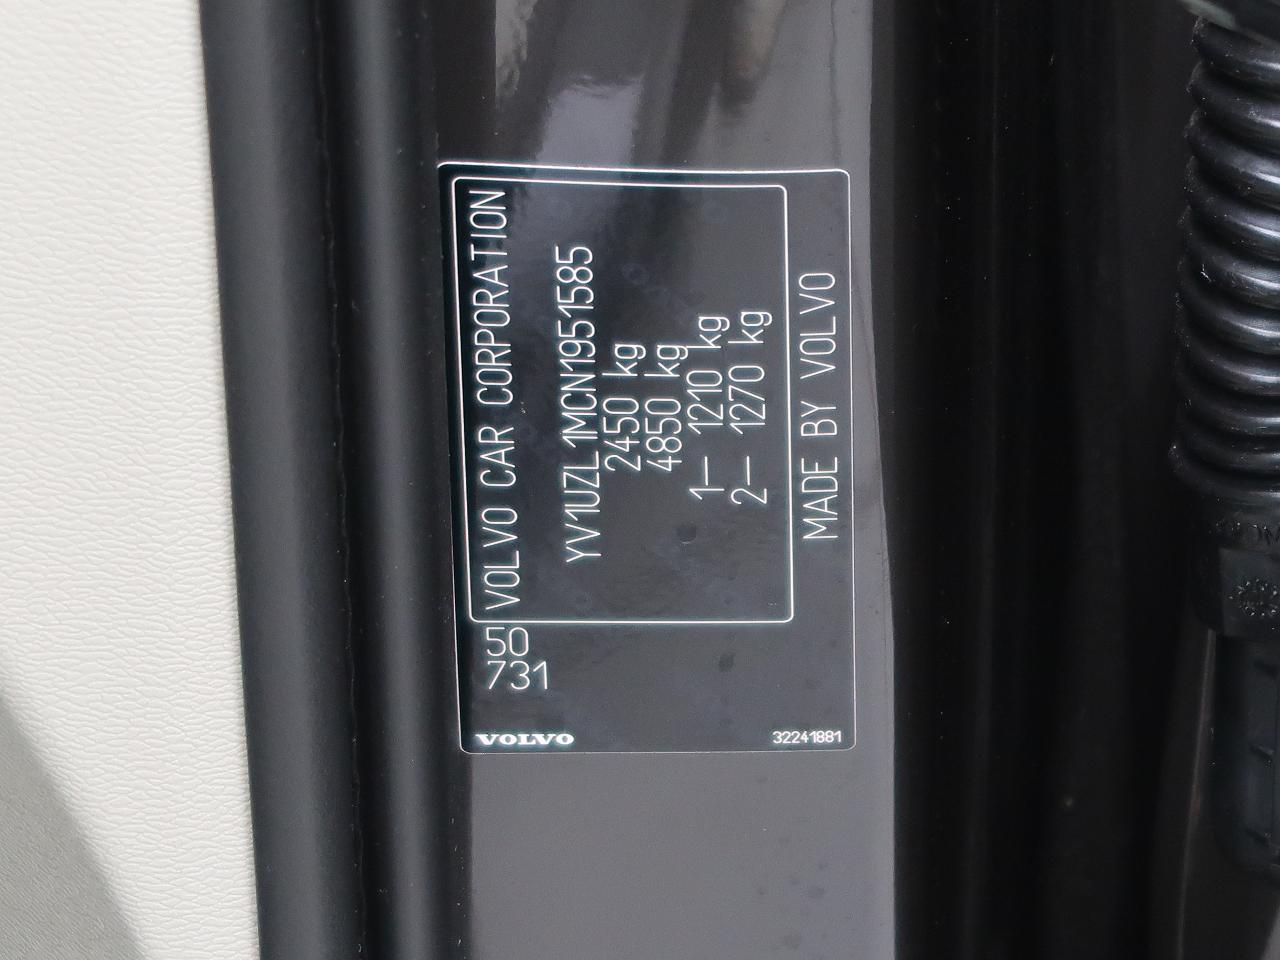 VOLVO CAR CORPORATION
YV1UZL1MCN1951585
2450 kg
4850 kg
1– 1210 kg
2– 1270 kg
MADE BY VOLVO
50
731
VOLVO
32241881